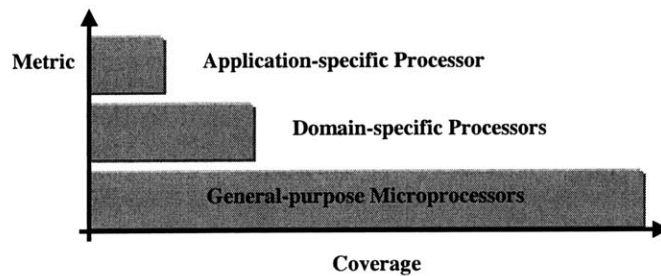 Metric
Application-specific Processor
Domain-specific Processors
General-purpose Microprocessors
Coverage